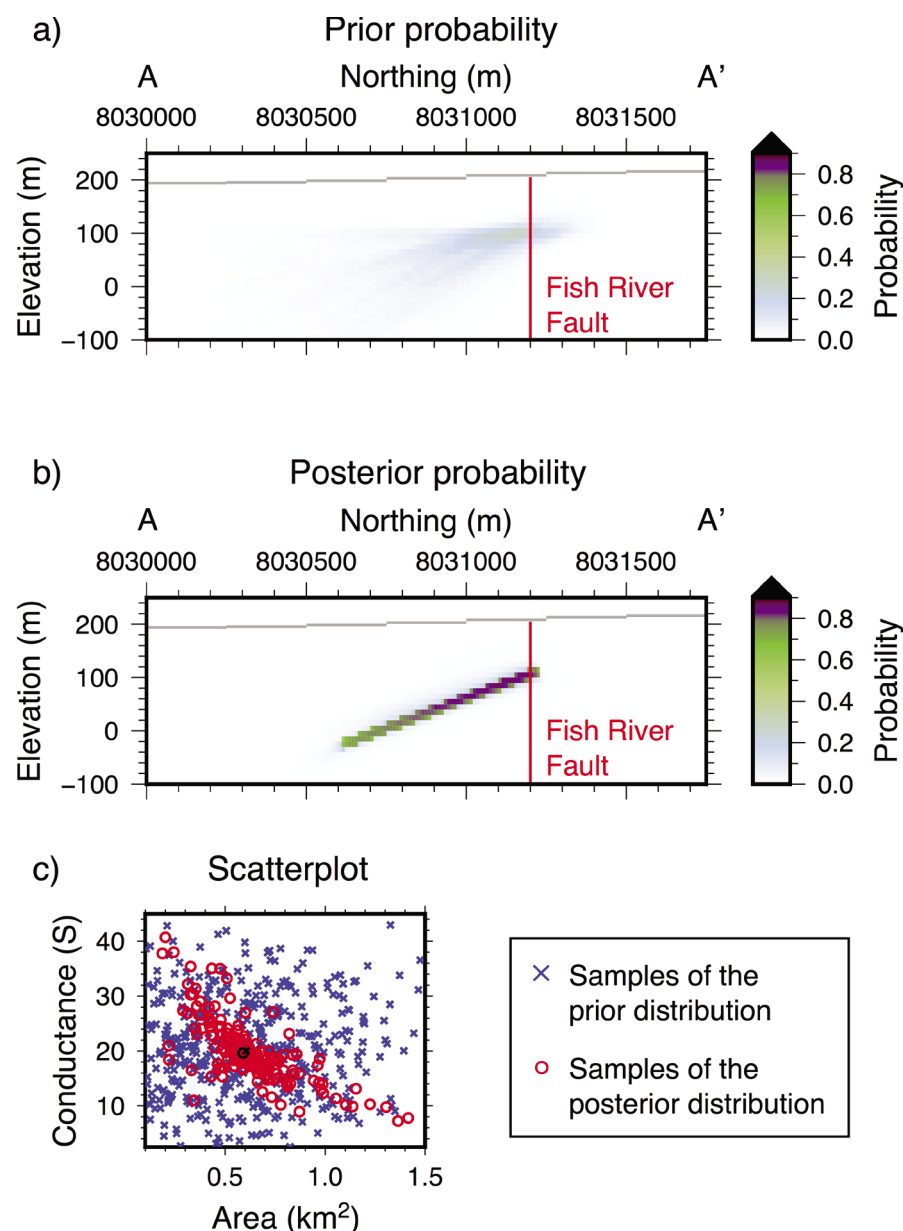 a) Prior probability
A Northing (m) A’
8030000 8030500 8031000 8031500
Elevation (m)
200
100
0
−100
Fish River
Fault
0.8
0.6
0.4
0.2
0.0
Probability
b) Posterior probability
A Northing (m) A’
8030000 8030500 8031000 8031500
Elevation (m)
200
100
0
−100
Fish River
Fault
0.8
0.6
0.4
0.2
0.0
Probability
c) Scatterplot
Conductance (S)
40
30
20
10
0.5 1.0 1.5
Area (km²)
Samples of the
prior distribution
Samples of the
posterior distribution